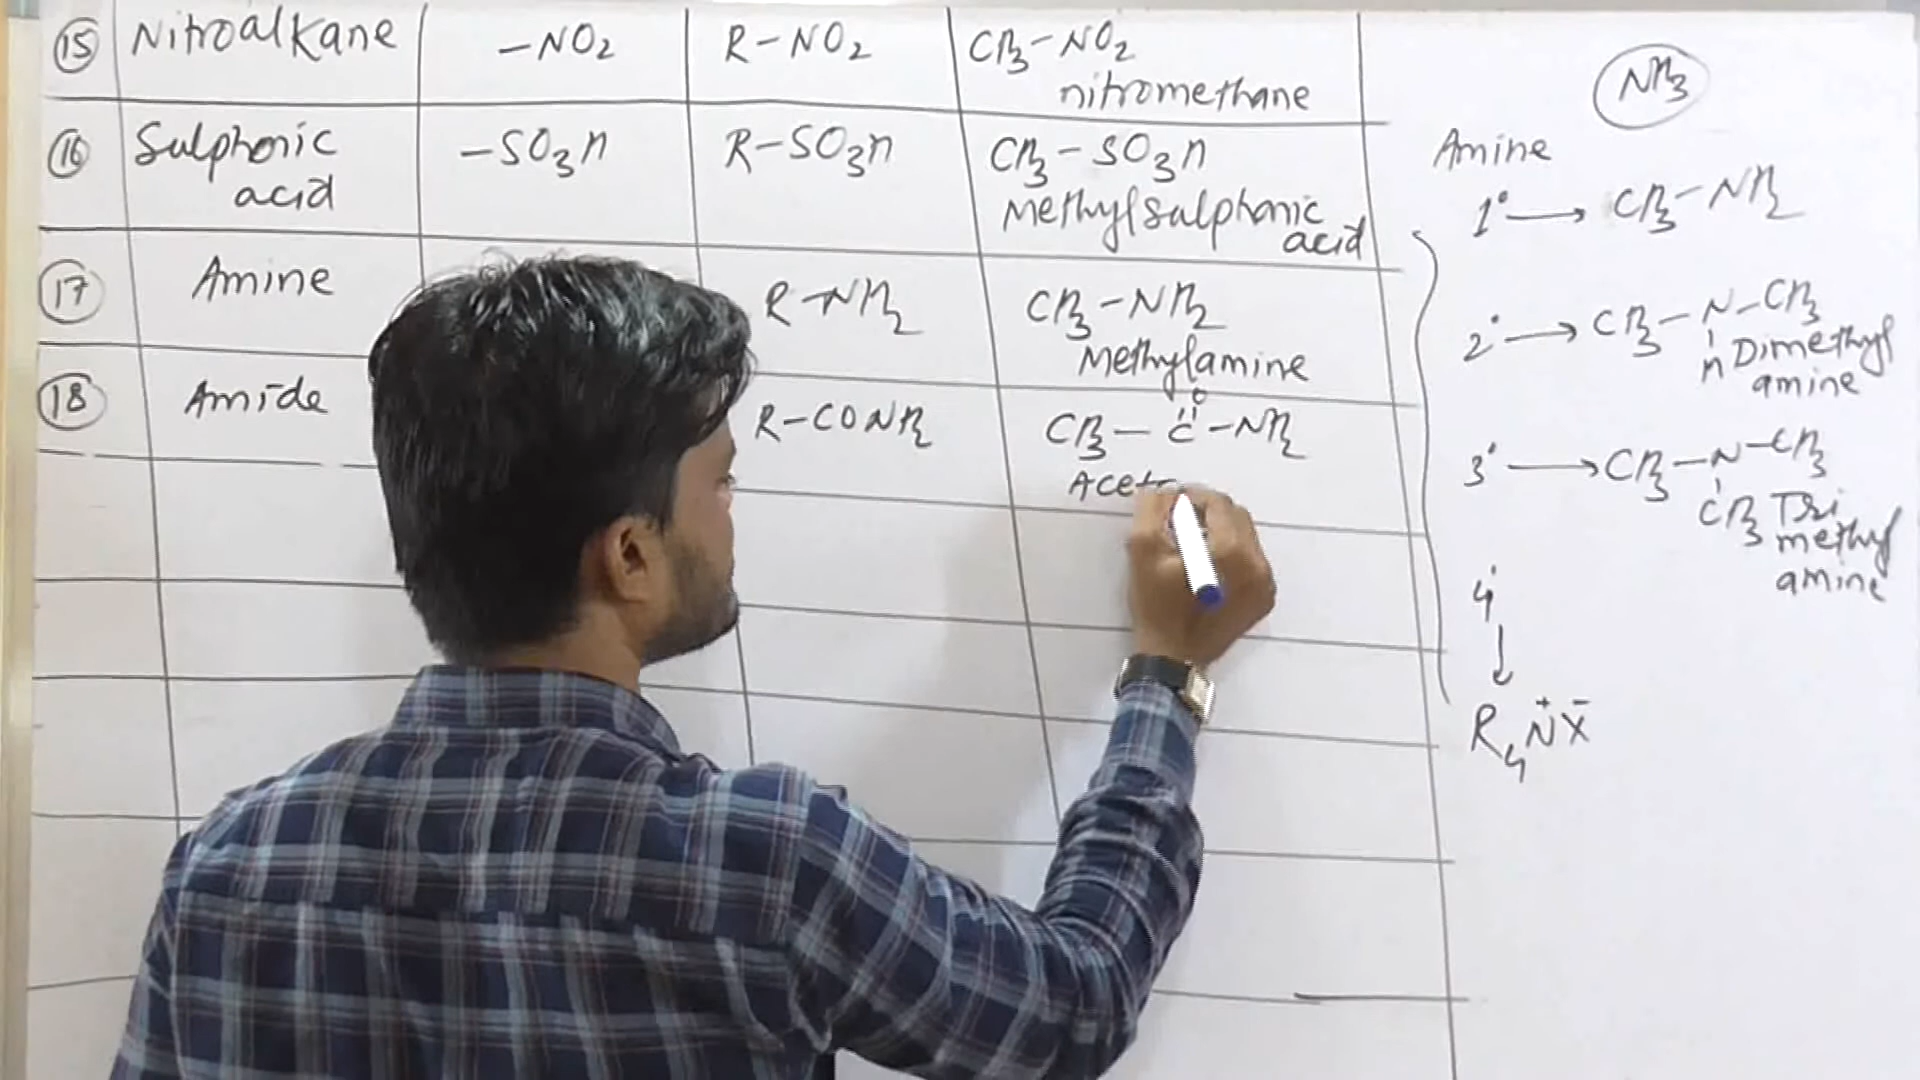 15 Nitroalkane -NO2 R-NO2 CH3-NO2
nitromethane
16 Sulphonic -SO3H R-SO3H CH3-SO3H
acid
Methylsulphonic
acid
17 Amine R-NH2 CH3-NH2
Methylamine
18 Amide R-CONH2 CH3-C-NH2
O
NH3
Amine
1° → CH3-NH2
2° → CH3-N-CH3
H Dimethyl
amine
3° → CH3-N-CH3
CH3 Tri
methyl
amine
4°
↓
R4N+X-